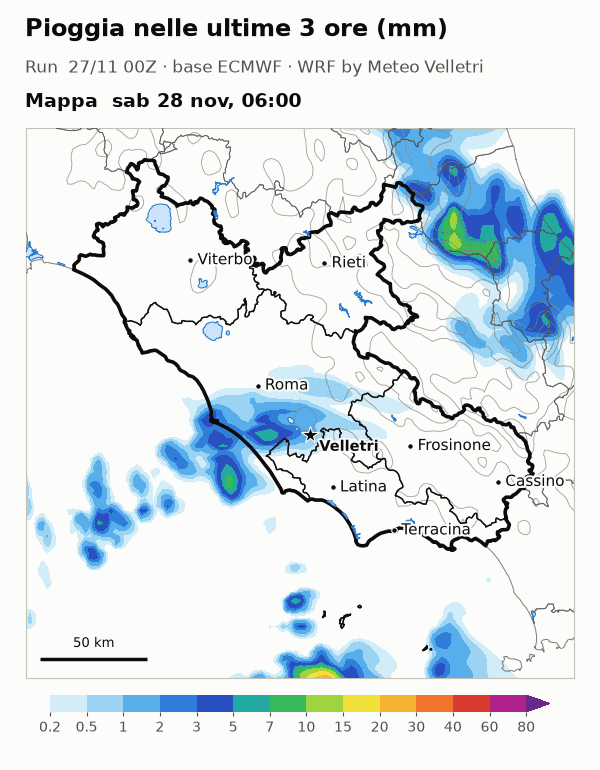 Pioggia nelle ultime 3 ore (mm)
Run  27/11 00Z · base ECMWF · WRF by Meteo Velletri
Mappa  sab 28 nov, 06:00
Viterbo
Rieti
Roma
Velletri
Frosinone
Latina
Cassino
Terracina
50 km
0.2 0.5 1 2 3 5 7 10 15 20 30 40 60 80